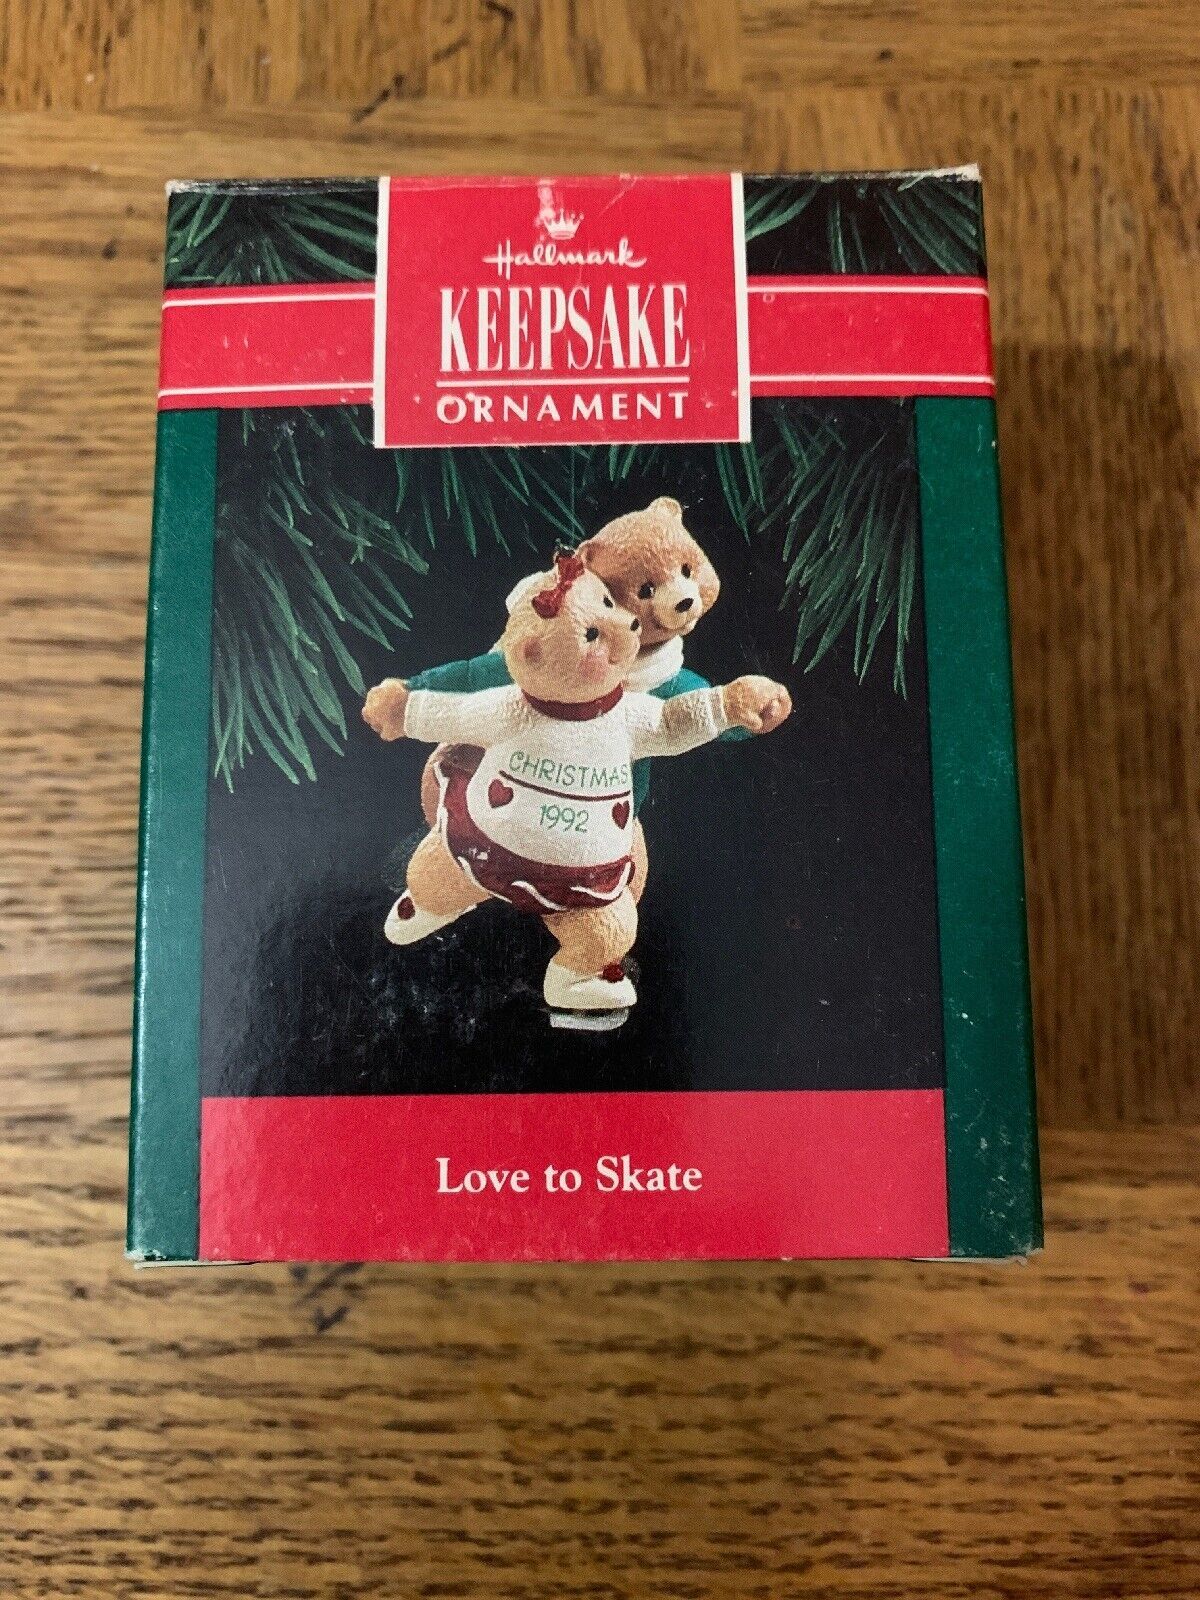 Hallmark
KEEPSAKE
ORNAMENT
CHRISTMAS
1992
Love to Skate